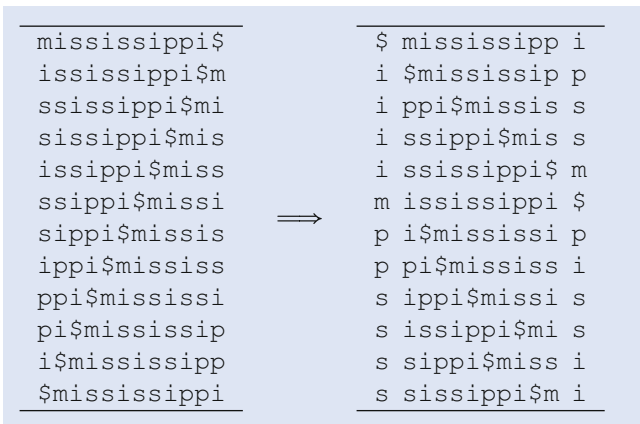 mississippi$
ississippi$m
ssissippi$mi
sissippi$mis
issippi$miss
ssippi$missi
sippi$missis
ippi$mississ
ppi$mississi
pi$mississip
i$mississipp
$mississippi
⟹
$ mississipp i
i $mississip p
i ppi$missis s
i ssippi$mis s
i ssissippi$ m
m ississippi $
p i$mississi p
p pi$mississ i
s ippi$missi s
s issippi$mi s
s sippi$miss i
s sissippi$m i